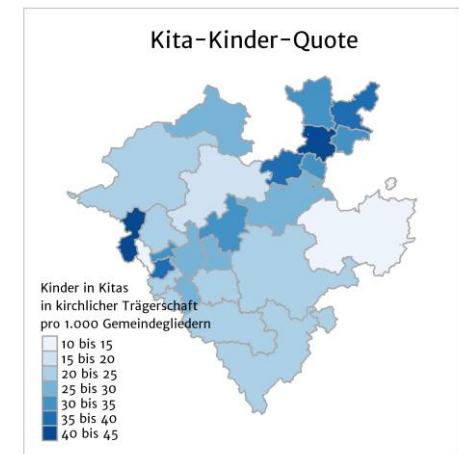 Kita-Kinder-Quote
Kinder in Kitas
in kirchlicher Trägerschaft
pro 1.000 Gemeindegliedern
10 bis 15
15 bis 20
20 bis 25
25 bis 30
30 bis 35
35 bis 40
40 bis 45